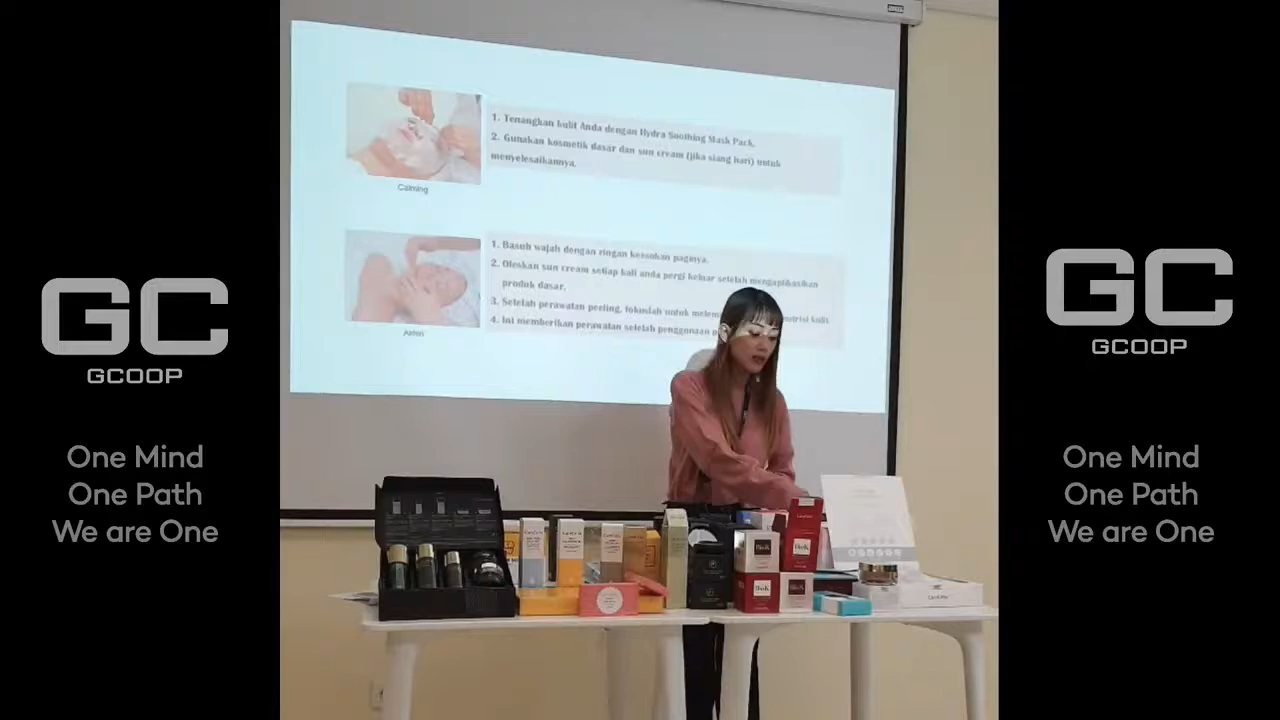 1. Tenangkan kulit Anda dengan Hydra Soothing Mask Pack.
2. Gunakan kosmetik dasar dan sun cream (jika siang hari) untuk
menyelesaikannya.
Calming
1. Basuh wajah dengan ringan keesokan paginya.
2. Oleskan sun cream setiap kali anda pergi keluar setelah mengaplikasikan
produk dasar.
3. Setelah perawatan peeling, fokuslah untuk
4. Ini memberikan perawatan setelah penggunaan
GC
GCOOP
One Mind
One Path
We are One
GC
GCOOP
One Mind
One Path
We are One